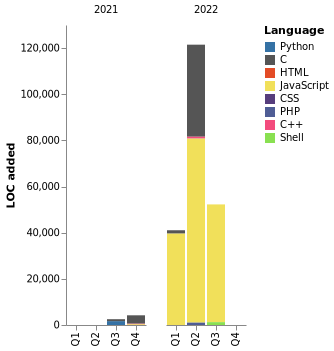 2021 2022
Language
Python
C
HTML
JavaScript
CSS
PHP
C++
Shell
LOC added
120,000
100,000
80,000
60,000
40,000
20,000
0
Q1 Q2 Q3 Q4 Q1 Q2 Q3 Q4